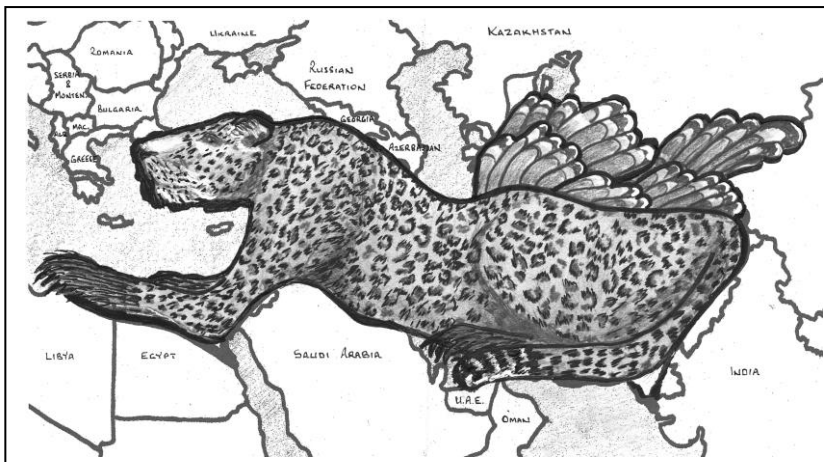 UKRAINE
KAZAKHSTAN
ROMANIA
RUSSIAN
FEDERATION
SERBIA
&
MONTEN.
BULGARIA
GEORGIA
MAC.
AZERBAIJAN
GREECE
LIBYA
EGYPT
SAUDI ARABIA
INDIA
U.A.E.
OMAN